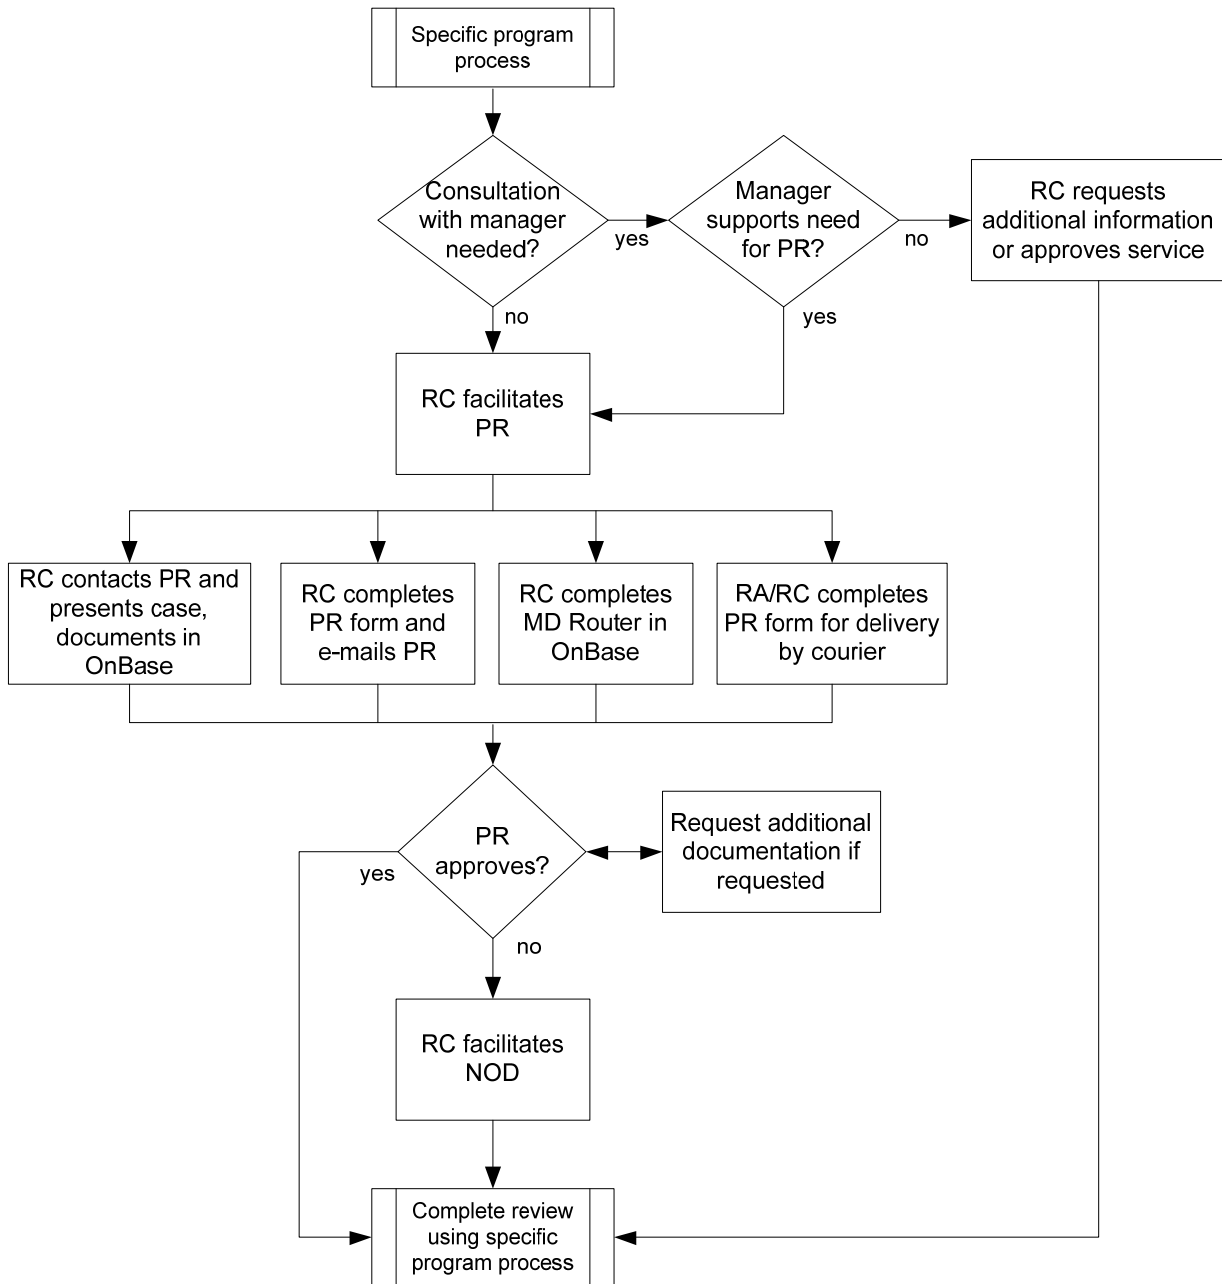 Specific program
process
Consultation
with manager
needed?
yes
Manager
supports need
for PR?
no
RC requests
additional information
or approves service
no
yes
RC facilitates
PR
RC contacts PR and
presents case,
documents in
OnBase
RC completes
PR form and
e-mails PR
RC completes
MD Router in
OnBase
RA/RC completes
PR form for delivery
by courier
PR
approves?
yes
Request additional
documentation if
requested
no
RC facilitates
NOD
Complete review
using specific
program process